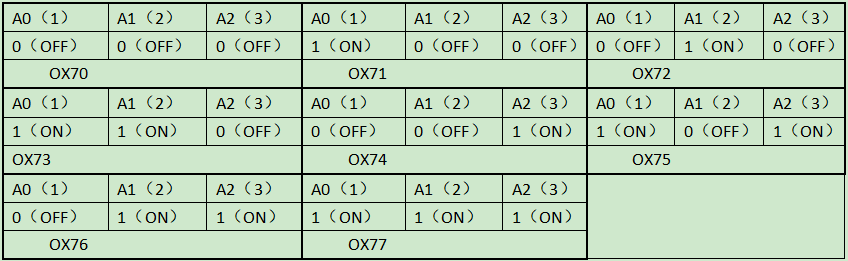 A0（1） A1（2） A2（3） A0（1） A1（2） A2（3） A0（1） A1（2） A2（3）
0（OFF） 0（OFF） 0（OFF） 1（ON） 0（OFF） 0（OFF） 0（OFF） 1（ON） 0（OFF）
OX70 OX71 OX72
A0（1） A1（2） A2（3） A0（1） A1（2） A2（3） A0（1） A1（2） A2（3）
1（ON） 1（ON） 0（OFF） 0（OFF） 0（OFF） 1（ON） 1（ON） 0（OFF） 1（ON）
OX73 OX74 OX75
A0（1） A1（2） A2（3） A0（1） A1（2） A2（3）
0（OFF） 1（ON） 1（ON） 1（ON） 1（ON） 1（ON）
OX76 OX77